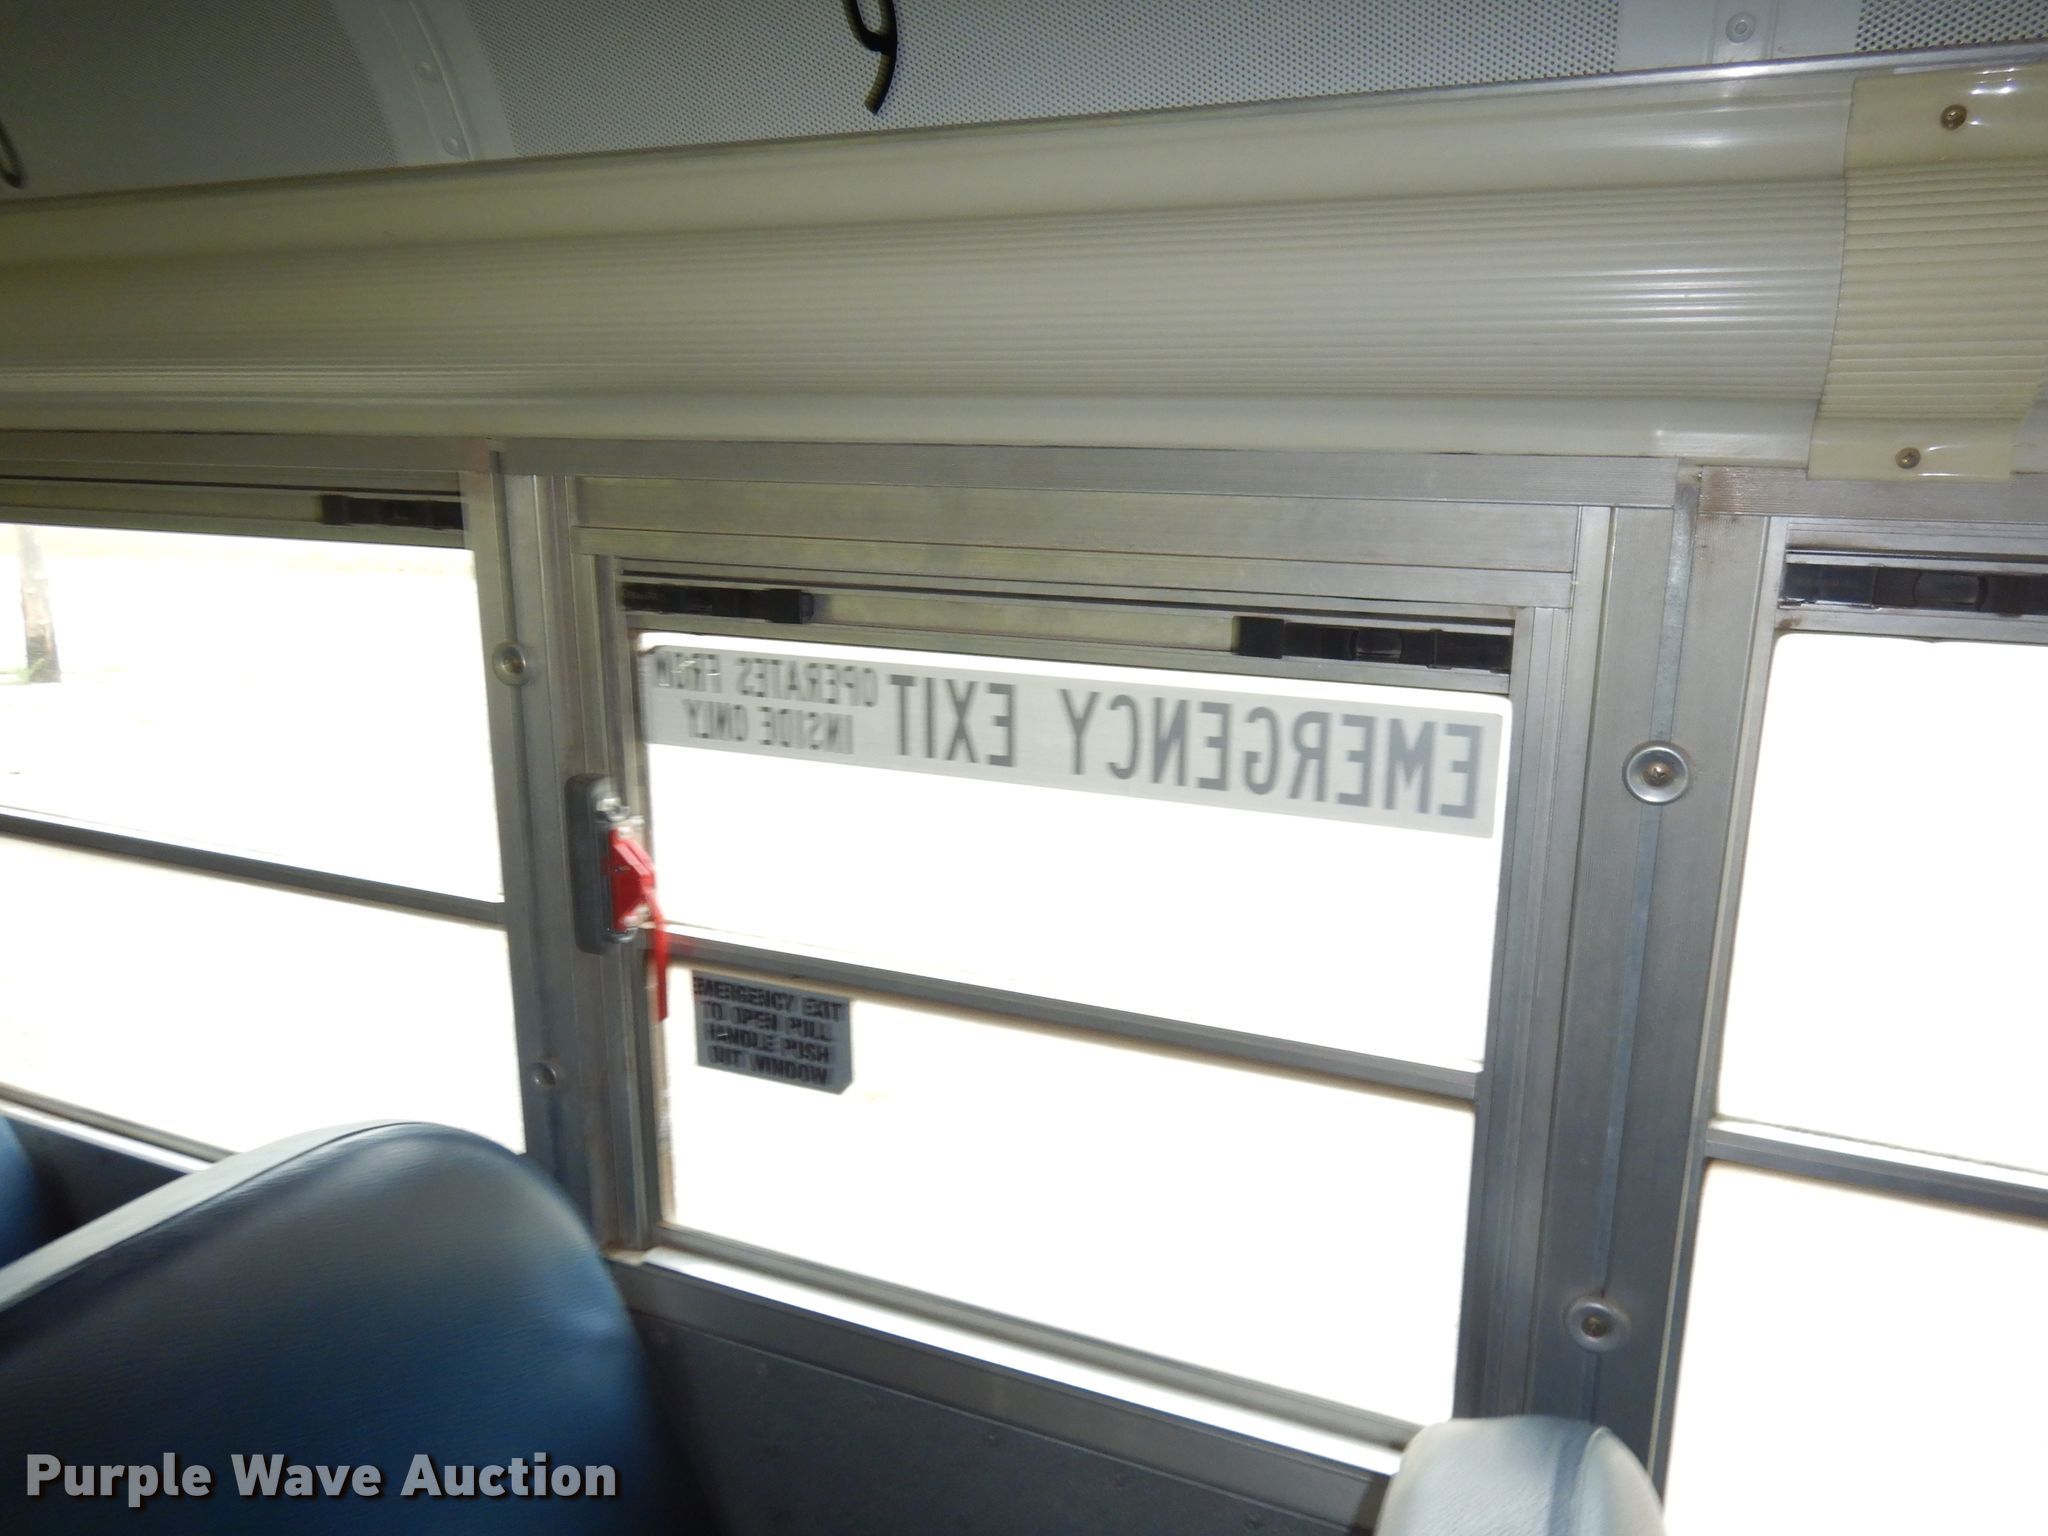 EMERGENCY EXIT OPERATES FROM
INSIDE ONLY
EMERGENCY EXIT
TO OPEN PULL
HANDLE PUSH
OUT WINDOW
Purple Wave Auction